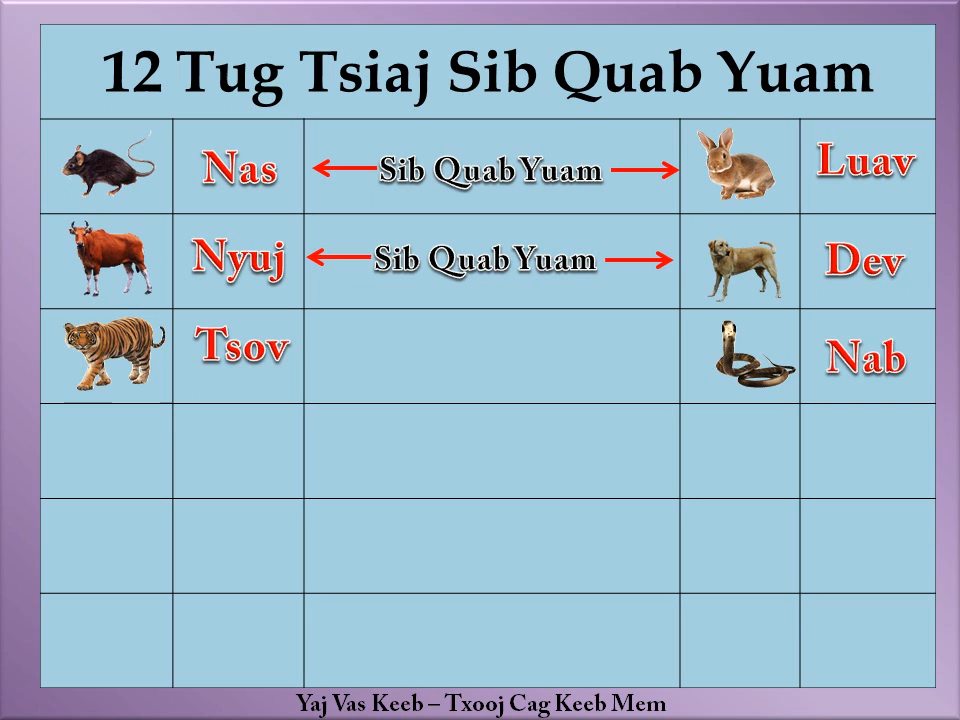 12 Tug Tsiaj Sib Quab Yuam
Nas Sib Quab Yuam Luav
Nyuj Sib Quab Yuam Dev
Tsov Nab
Yaj Vas Keeb – Txooj Cag Keeb Mem